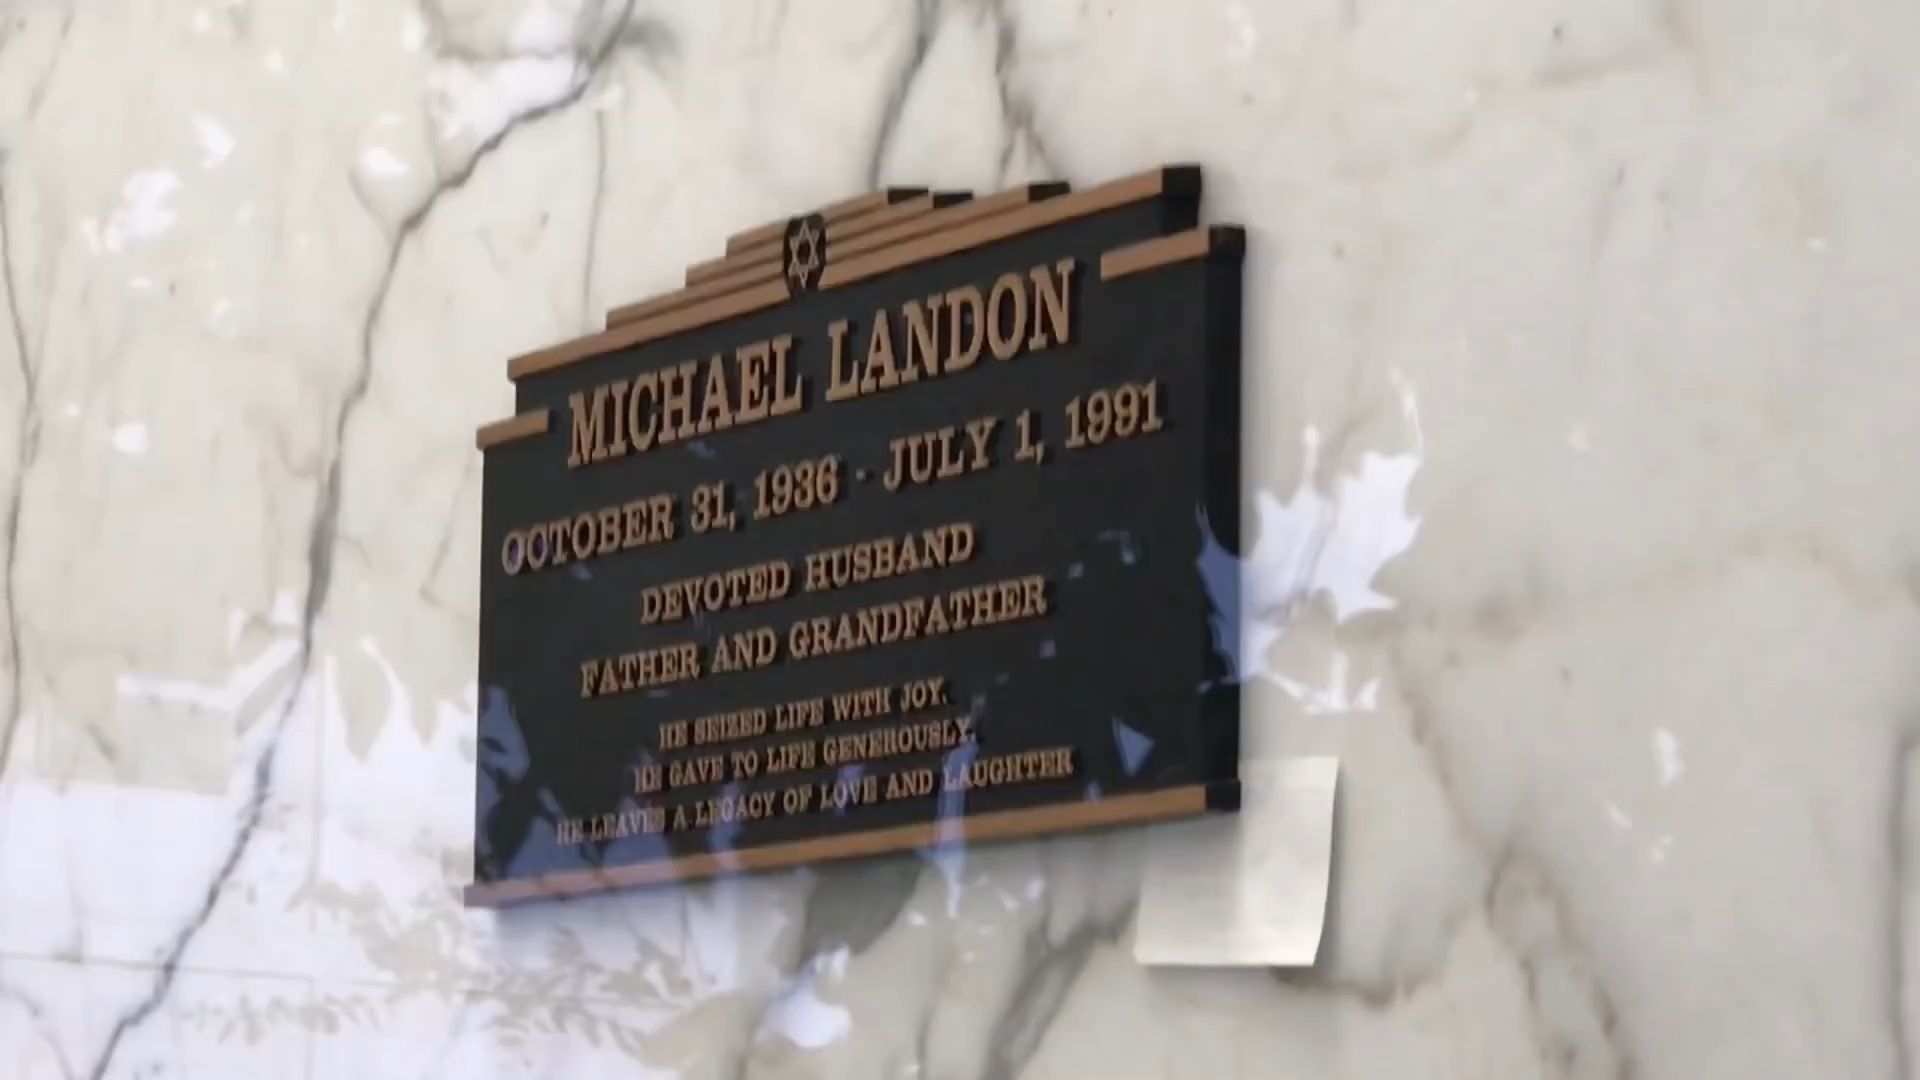 MICHAEL LANDON
OCTOBER 31, 1936 - JULY 1, 1991
DEVOTED HUSBAND
FATHER AND GRANDFATHER
HE SEIZED LIFE WITH JOY.
HE GAVE TO LIFE GENEROUSLY.
HE LEAVES A LEGACY OF LOVE AND LAUGHTER